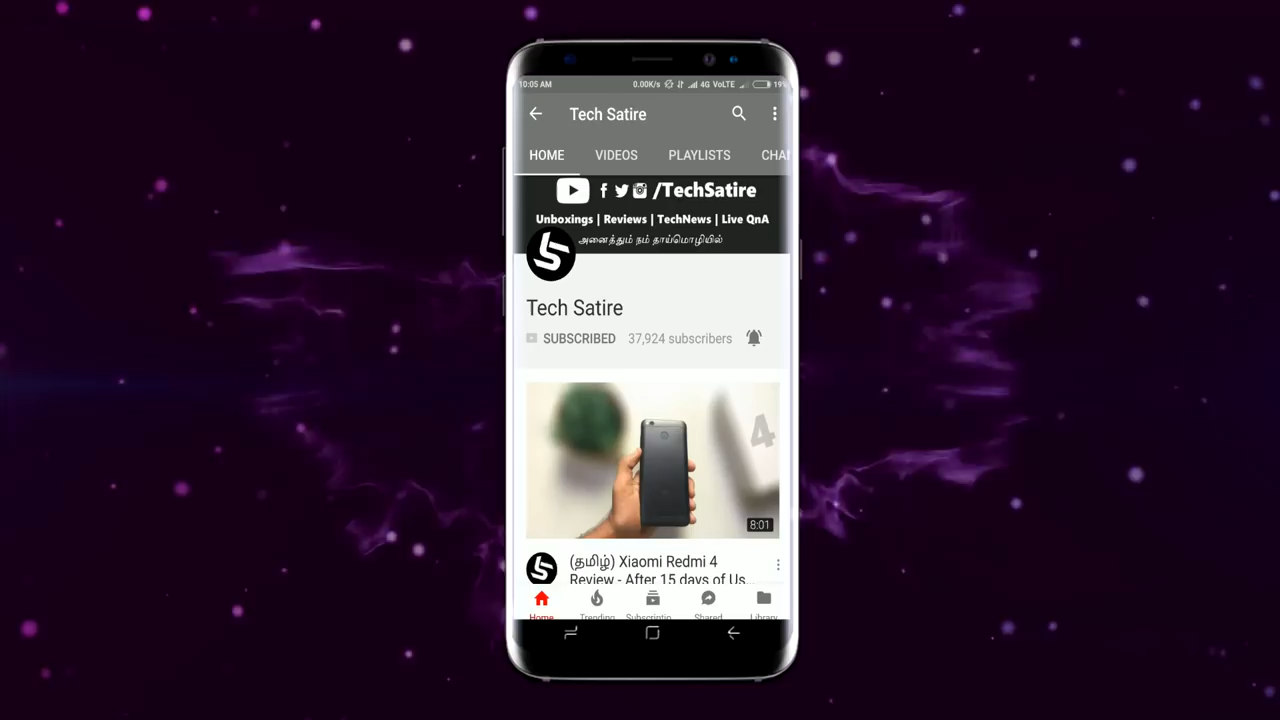 10:05 AM 0.00K/s 4G VoLTE 19%
Tech Satire
HOME VIDEOS PLAYLISTS CHAN
f /TechSatire
Unboxings | Reviews | TechNews | Live QnA
அனைத்தும் நம் தாய்மொழியில்
Tech Satire
SUBSCRIBED 37,924 subscribers
4
8:01
(தமிழ்) Xiaomi Redmi 4
Review - After 15 days of Us...
Home Trending Subscriptio... Shared Library